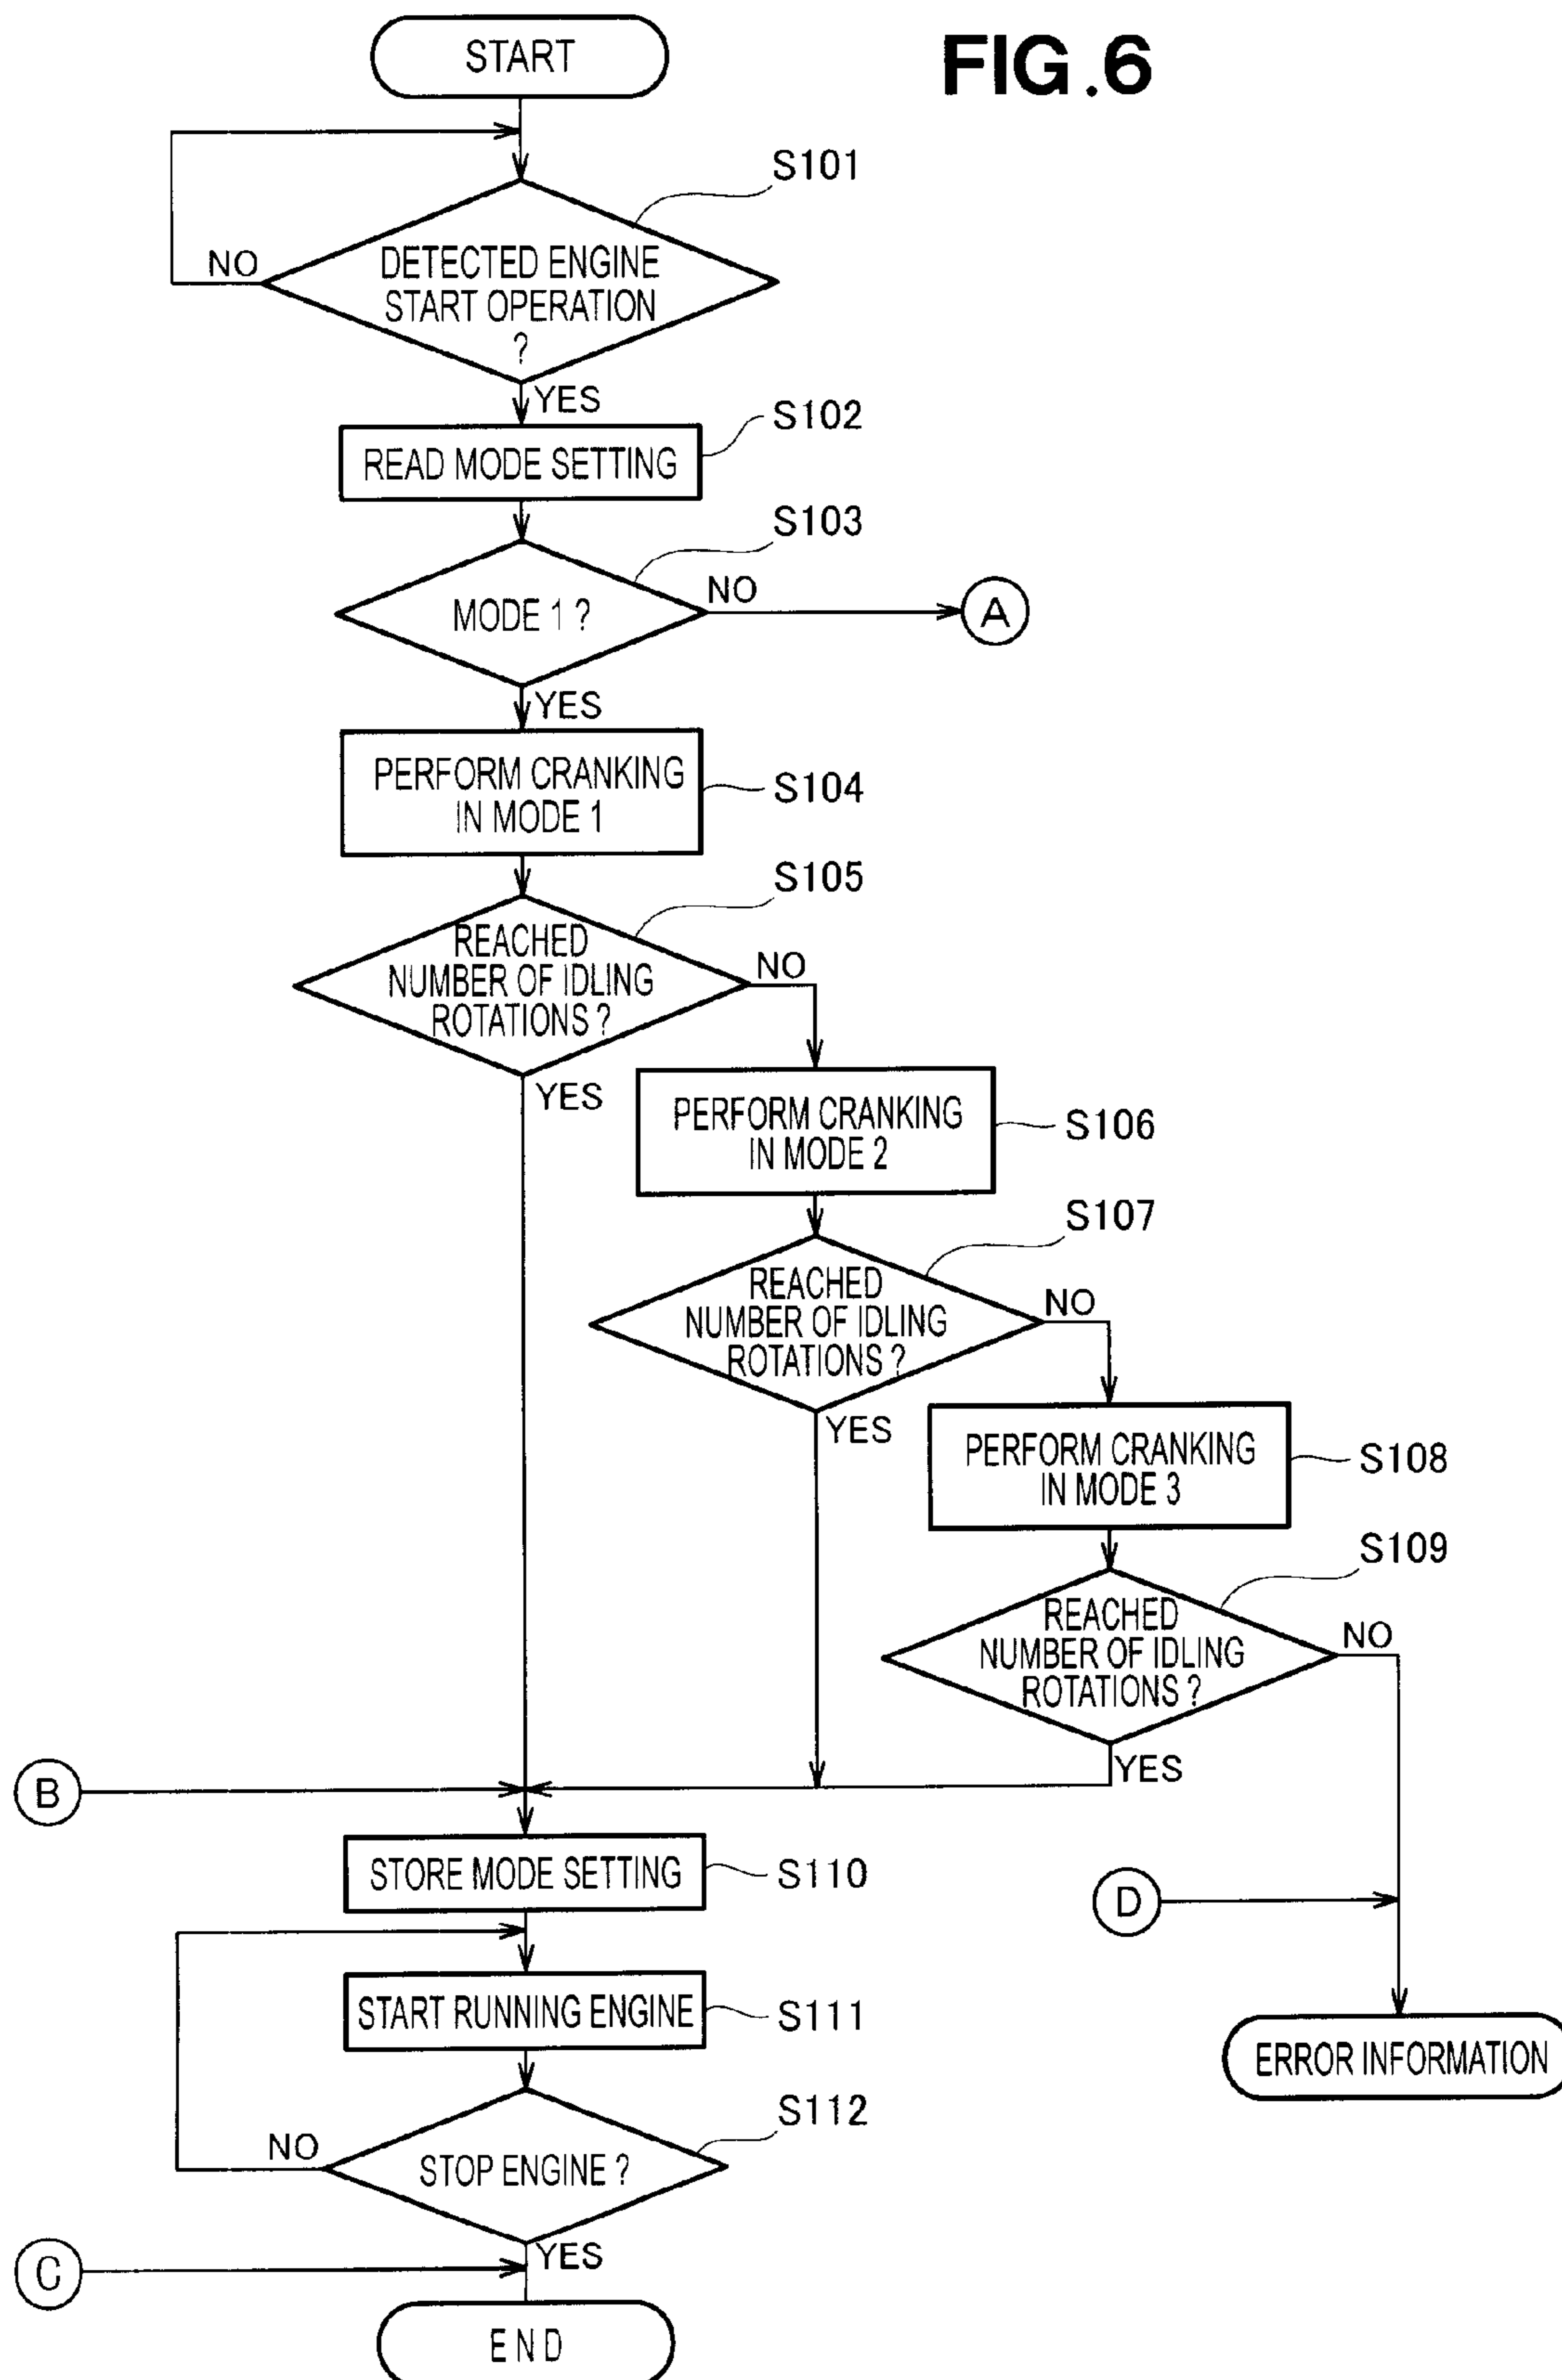 START
FIG.6
S101
NO
DETECTED ENGINE
START OPERATION
?
YES
S102
READ MODE SETTING
S103
NO
MODE 1 ?
A
YES
PERFORM CRANKING
IN MODE 1
S104
S105
REACHED
NUMBER OF IDLING
ROTATIONS ?
NO
YES
PERFORM CRANKING
IN MODE 2
S106
S107
REACHED
NUMBER OF IDLING
ROTATIONS ?
NO
YES
PERFORM CRANKING
IN MODE 3
S108
S109
REACHED
NUMBER OF IDLING
ROTATIONS ?
NO
YES
B
STORE MODE SETTING
S110
D
START RUNNING ENGINE
S111
ERROR INFORMATION
S112
NO
STOP ENGINE ?
YES
C
END